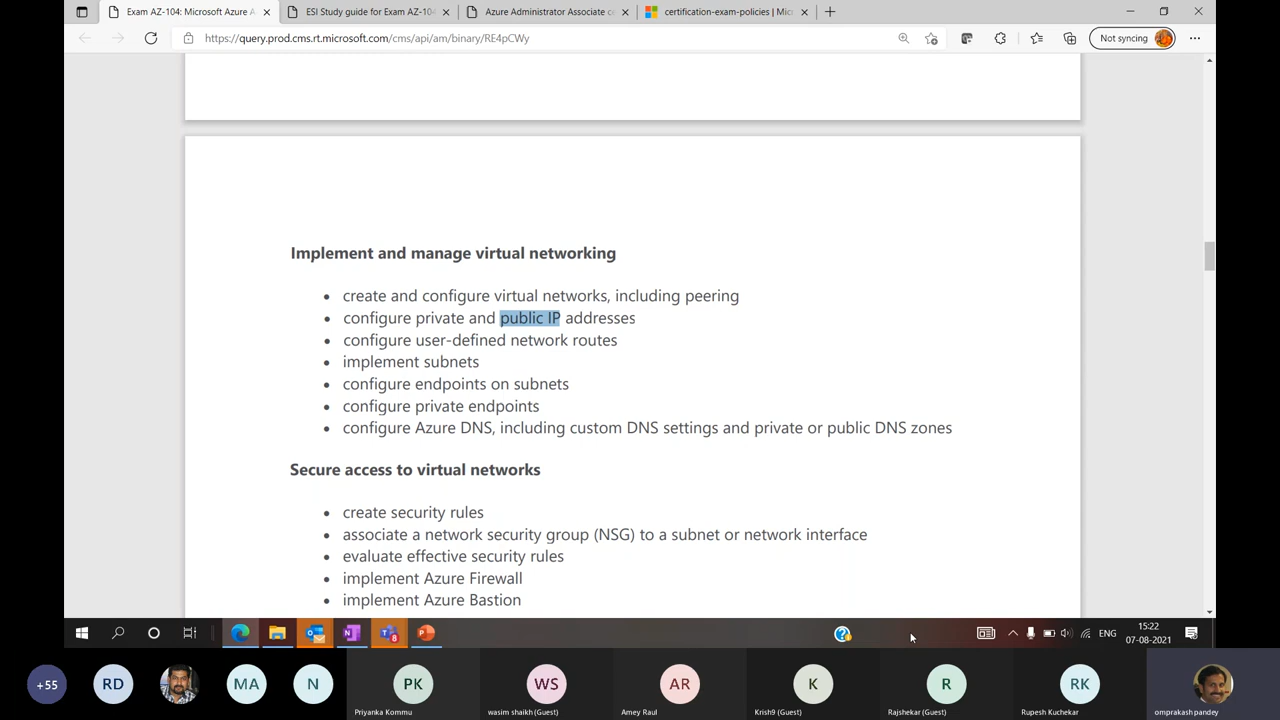 Exam AZ-104: Microsoft Azure A
ESI Study guide for Exam AZ-104
Azure Administrator Associate ce
certification-exam-policies | Mic
https://query.prod.cms.rt.microsoft.com/cms/api/am/binary/RE4pCWy
Not syncing
Implement and manage virtual networking
• create and configure virtual networks, including peering
• configure private and public IP addresses
• configure user-defined network routes
• implement subnets
• configure endpoints on subnets
• configure private endpoints
• configure Azure DNS, including custom DNS settings and private or public DNS zones
Secure access to virtual networks
• create security rules
• associate a network security group (NSG) to a subnet or network interface
• evaluate effective security rules
• implement Azure Firewall
• implement Azure Bastion
8
ENG
15:22
07-08-2021
+55
RD
MA
N
PK
WS
AR
K
R
RK
Priyanka Kommu
wasim shaikh (Guest)
Amey Raul
Krish9 (Guest)
Rajshekar (Guest)
Rupesh Kuchekar
omprakash pandey